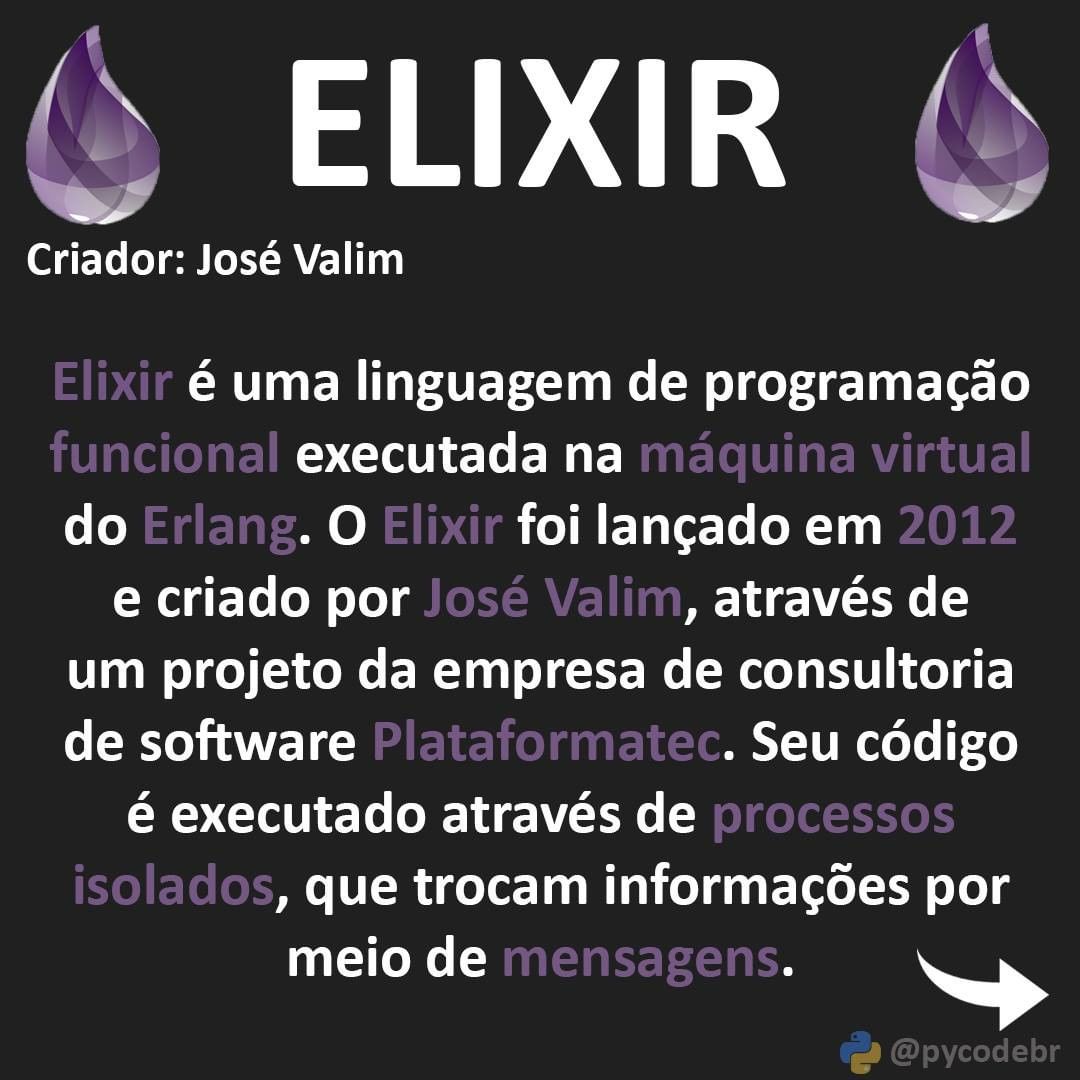 ELIXIR
Criador: José Valim
Elixir é uma linguagem de programação
funcional executada na máquina virtual
do Erlang. O Elixir foi lançado em 2012
e criado por José Valim, através de
um projeto da empresa de consultoria
de software Plataformatec. Seu código
é executado através de processos
isolados, que trocam informações por
meio de mensagens.
@pycodebr